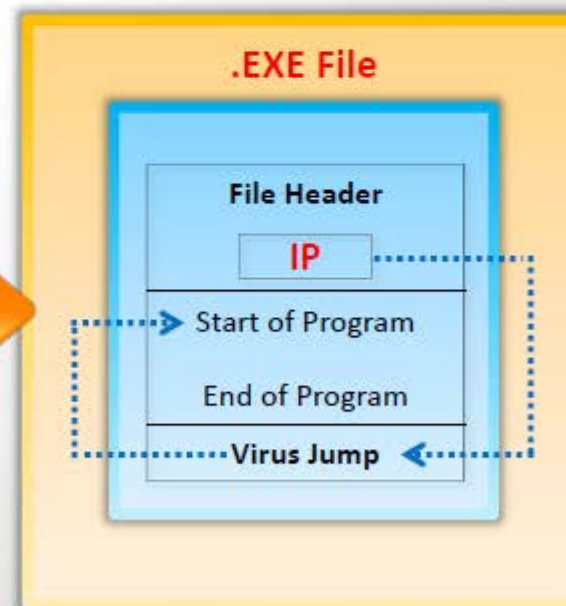 .EXE File
File Header
IP
Start of Program
End of Program
Virus Jump